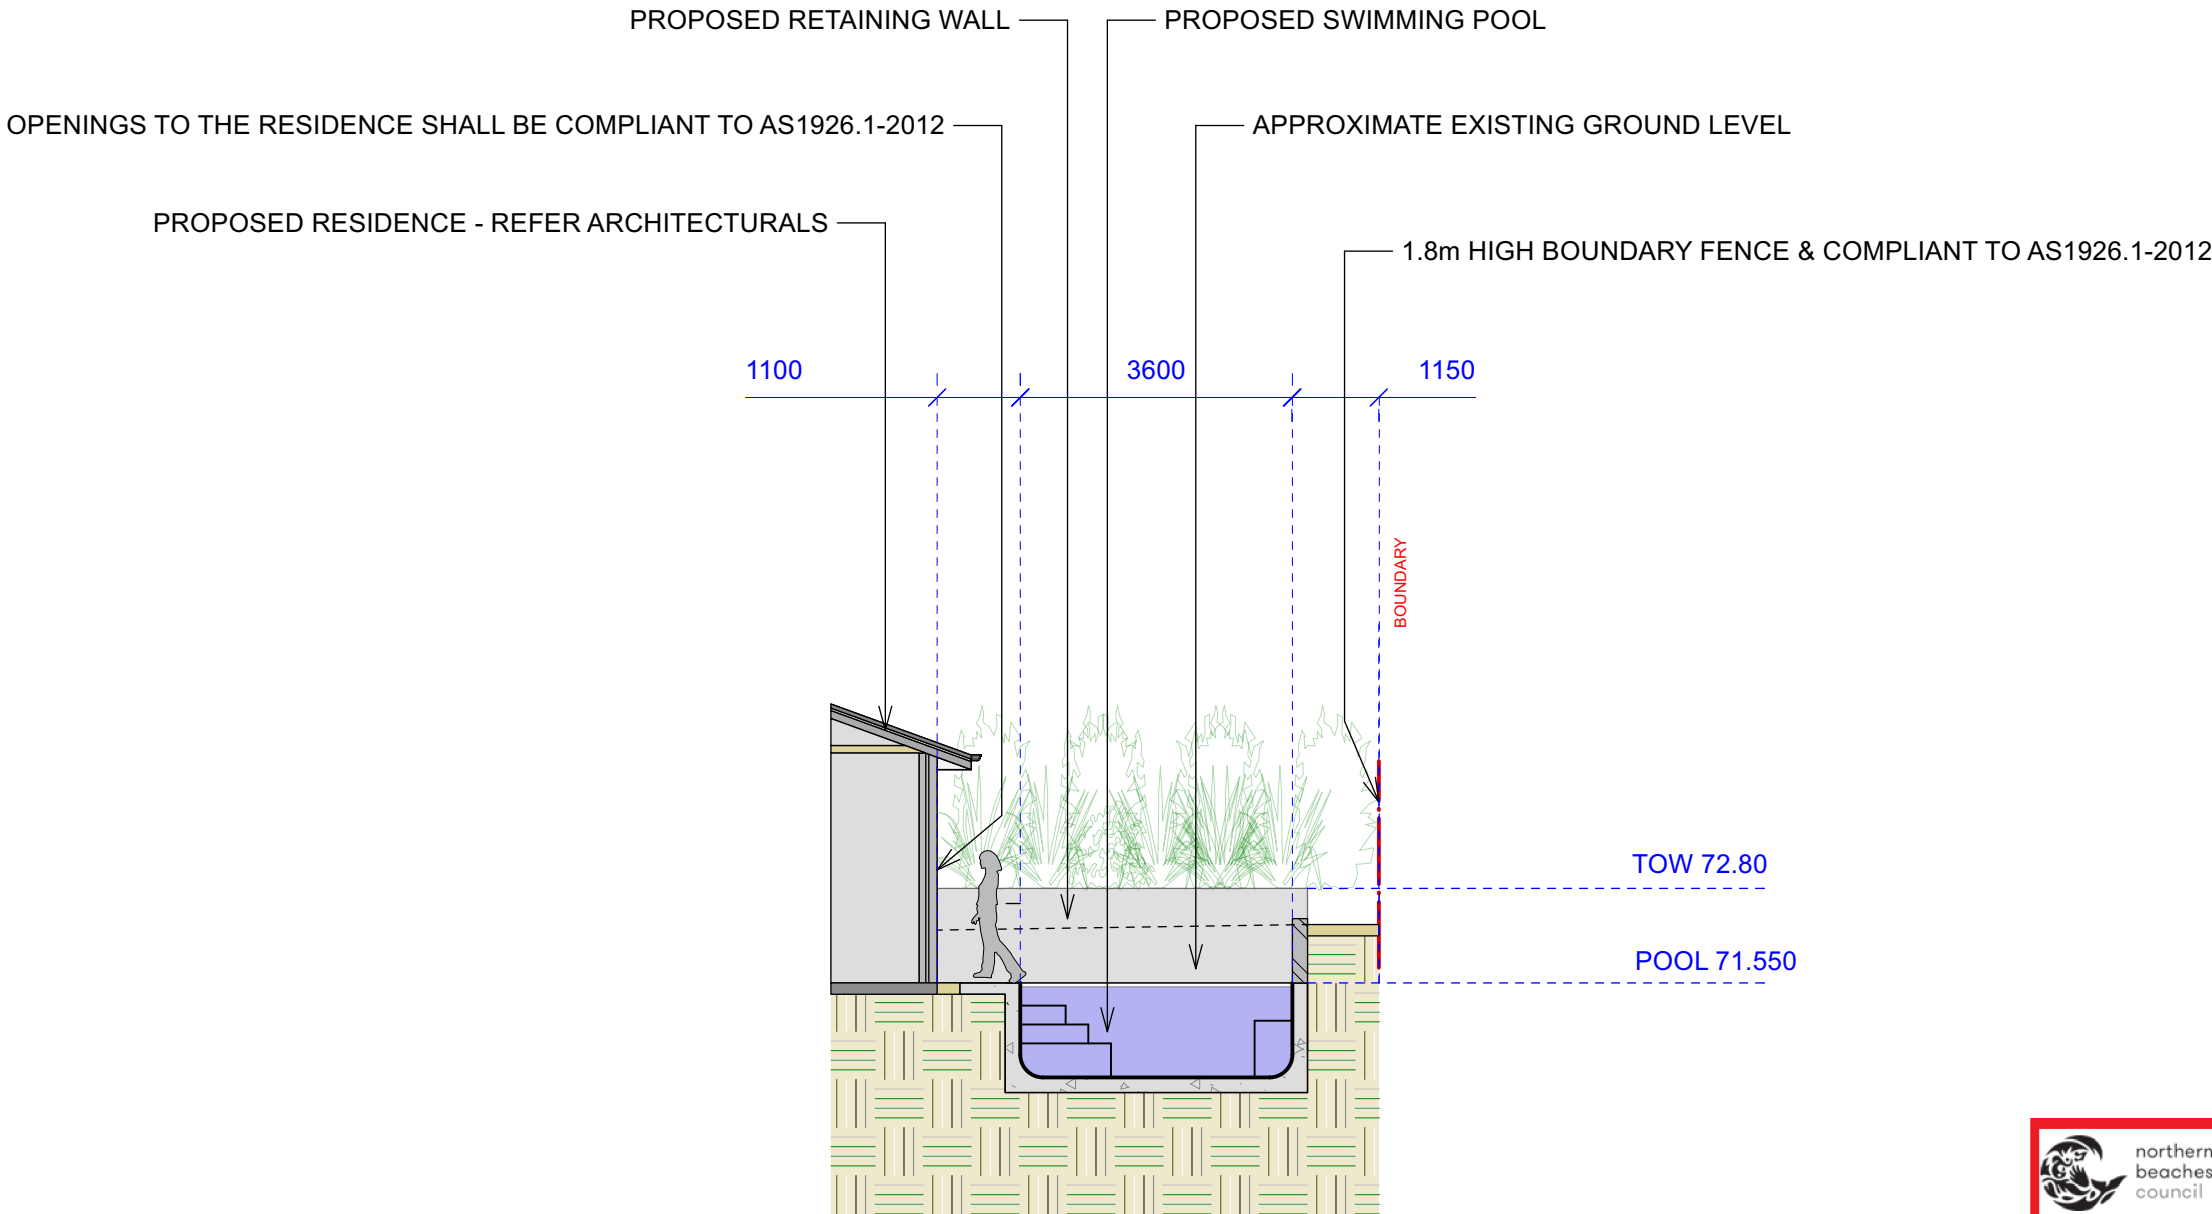 PROPOSED RETAINING WALL
PROPOSED SWIMMING POOL
OPENINGS TO THE RESIDENCE SHALL BE COMPLIANT TO AS1926.1-2012
APPROXIMATE EXISTING GROUND LEVEL
PROPOSED RESIDENCE - REFER ARCHITECTURALS
1.8m HIGH BOUNDARY FENCE & COMPLIANT TO AS1926.1-2012
1100
3600
1150
BOUNDARY
TOW 72.80
POOL 71.550
northern
beaches
council